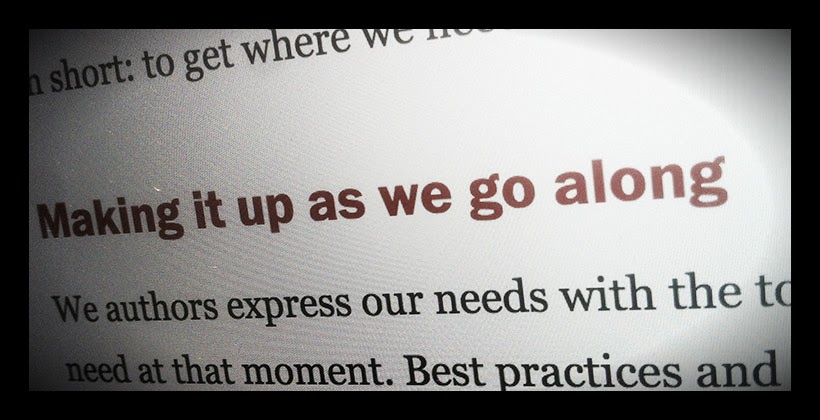 n short: to get where we
Making it up as we go along
We authors express our needs with the to
need at that moment. Best practices and